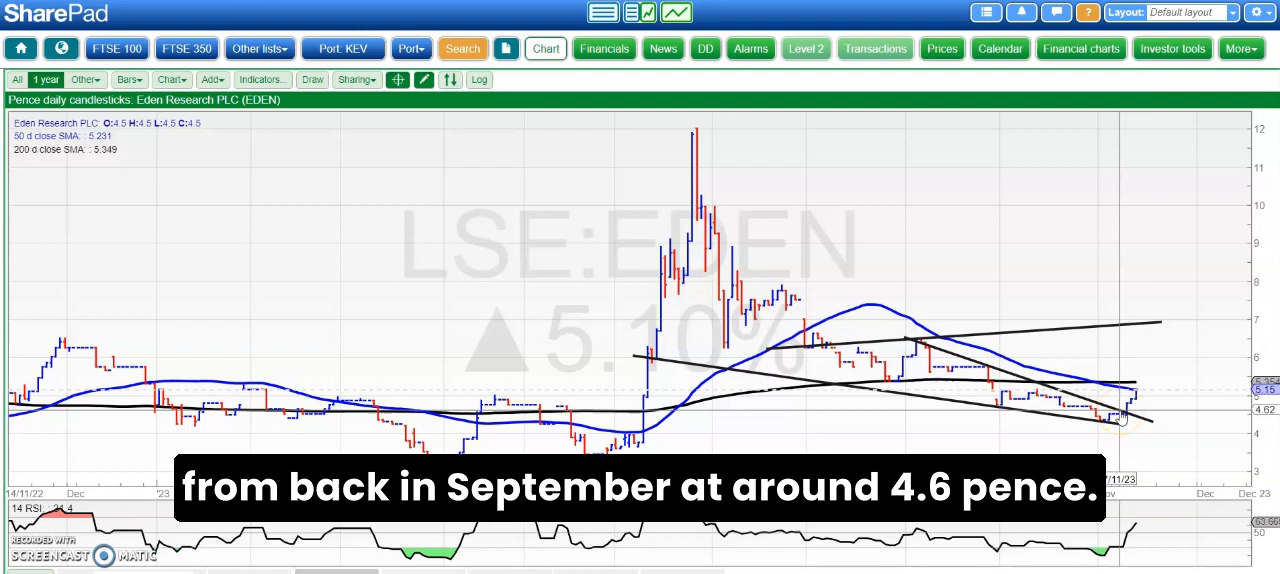 SharePad
Layout: Default layout
FTSE 100 FTSE 350 Other lists Port: KEV Port Search Chart Financials News DD Alarms Level 2 Transactions Prices Calendar Financial charts Investor tools More
All 1 year Other Bars Chart Add Indicators... Draw Sharing Log
Pence daily candlesticks: Eden Research PLC (EDEN)
Eden Research PLC: O:4.5 H:4.5 L:4.5 C:4.5
50 d close SMA: : 5.231
200 d close SMA: : 5.349
LSE:EDEN
▲5.10%
12
11
10
9
8
7
6
5.15
5
4.62
4
3
14/11/22 Dec '23 Dec Dec 23
from back in September at around 4.6 pence.
14 RSI: :
50
RECORDED WITH
SCREENCAST MATIC